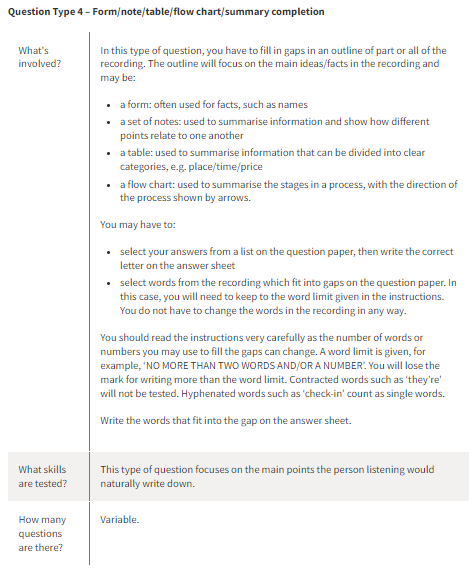 Question Type 4 – Form/note/table/flow chart/summary completion
What's
involved?
In this type of question, you have to fill in gaps in an outline of part or all of the
recording. The outline will focus on the main ideas/facts in the recording and
may be:
• a form: often used for facts, such as names
• a set of notes: used to summarise information and show how different
points relate to one another
• a table: used to summarise information that can be divided into clear
categories, e.g. place/time/price
• a flow chart: used to summarise the stages in a process, with the direction of
the process shown by arrows.
You may have to:
• select your answers from a list on the question paper, then write the correct
letter on the answer sheet
• select words from the recording which fit into gaps on the question paper. In
this case, you will need to keep to the word limit given in the instructions.
You do not have to change the words in the recording in any way.
You should read the instructions very carefully as the number of words or
numbers you may use to fill the gaps can change. A word limit is given, for
example, 'NO MORE THAN TWO WORDS AND/OR A NUMBER'. You will lose the
mark for writing more than the word limit. Contracted words such as 'they're'
will not be tested. Hyphenated words such as 'check-in' count as single words.
Write the words that fit into the gap on the answer sheet.
What skills
are tested?
This type of question focuses on the main points the person listening would
naturally write down.
How many
questions
are there?
Variable.